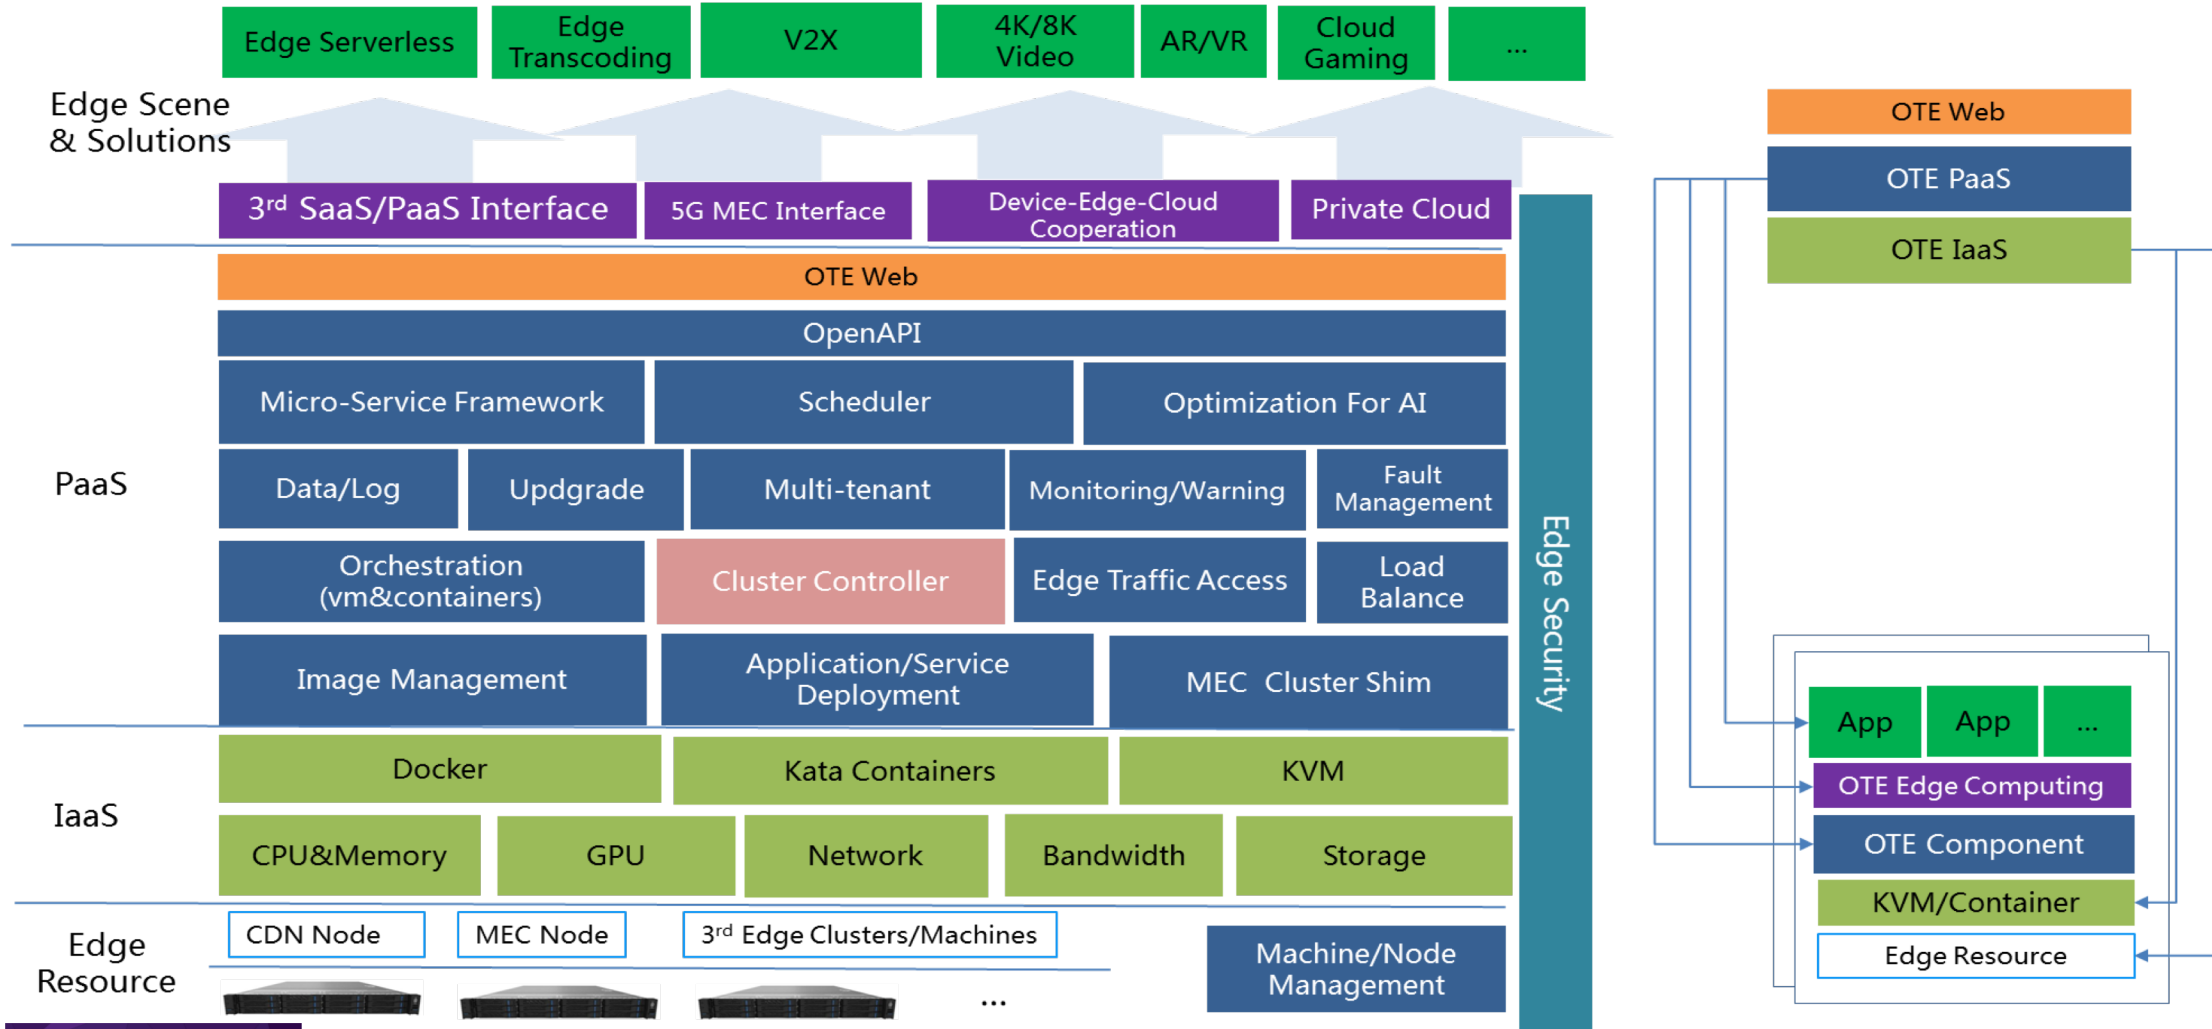 Edge Serverless
Edge
Transcoding
V2X
4K/8K
Video
AR/VR
Cloud
Gaming
...
Edge Scene
& Solutions
3rd SaaS/PaaS Interface
5G MEC Interface
Device-Edge-Cloud
Cooperation
Private Cloud
PaaS
OTE Web
OpenAPI
Micro-Service Framework
Scheduler
Optimization For AI
Data/Log
Updgrade
Multi-tenant
Monitoring/Warning
Fault
Management
Orchestration
(vm&containers)
Cluster Controller
Edge Traffic Access
Load
Balance
Image Management
Application/Service
Deployment
MEC Cluster Shim
IaaS
Docker
Kata Containers
KVM
CPU&Memory
GPU
Network
Bandwidth
Storage
Edge
Resource
CDN Node
MEC Node
3rd Edge Clusters/Machines
...
Machine/Node
Management
Edge Security
OTE Web
OTE PaaS
OTE IaaS
App
App
...
OTE Edge Computing
OTE Component
KVM/Container
Edge Resource